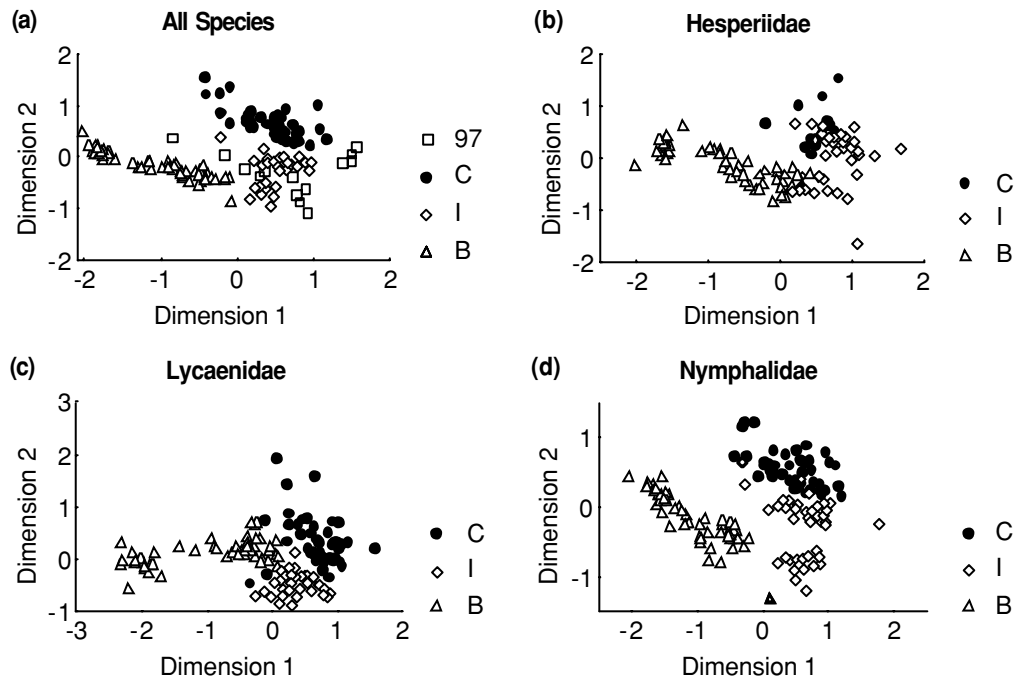 (a) All Species
2
1
0
-1
-2
Dimension 2
-2 -1 0 1 2
Dimension 1
97
C
I
B
(b) Hesperiidae
2
1
0
-1
-2
Dimension 2
-2 -1 0 1 2
Dimension 1
C
I
B
(c) Lycaenidae
3
2
1
0
-1
Dimension 2
-3 -2 -1 0 1 2
Dimension 1
C
I
B
(d) Nymphalidae
1
0
-1
Dimension 2
-2 -1 0 1 2
Dimension 1
C
I
B